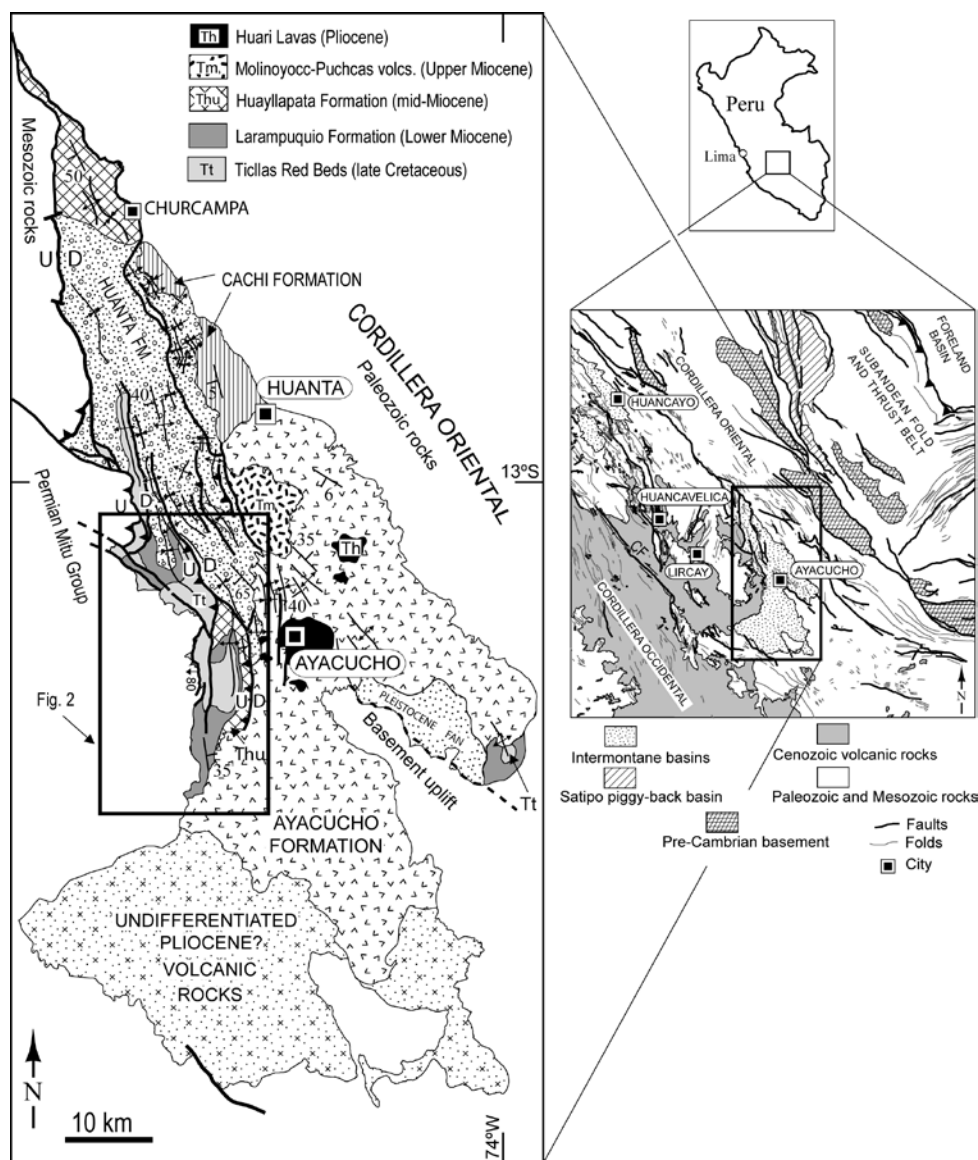 Th Huari Lavas (Pliocene)
Tm Molinoyocc-Puchcas volcs. (Upper Miocene)
Thu Huayllapata Formation (mid-Miocene)
Larampuquio Formation (Lower Miocene)
Tt Ticllas Red Beds (late Cretaceous)
Mesozoic rocks
50
CHURCAMPA
U D
HUANTA FM
CACHI FORMATION
CORDILLERA ORIENTAL
Paleozoic rocks
HUANTA
40
13ºS
6
Permian Mitu Group
U D
Tm
35
Th
U D
Tt
65
40
AYACUCHO
80
Fig. 2
U D
Thu
35
PLEISTOCENE
FAN
Basement uplift
Tt
AYACUCHO
FORMATION
UNDIFFERENTIATED
PLIOCENE?
VOLCANIC
ROCKS
N
10 km
74ºW
Peru
Lima
FORELAND
BASIN
SUBANDEAN FOLD
AND THRUST BELT
CORDILLERA ORIENTAL
HUANCAYO
HUANCAVELICA
CF
LIRCAY
AYACUCHO
CORDILLERA OCCIDENTAL
N
Intermontane basins
Cenozoic volcanic rocks
Satipo piggy-back basin
Paleozoic and Mesozoic rocks
Pre-Cambrian basement
Faults
Folds
City